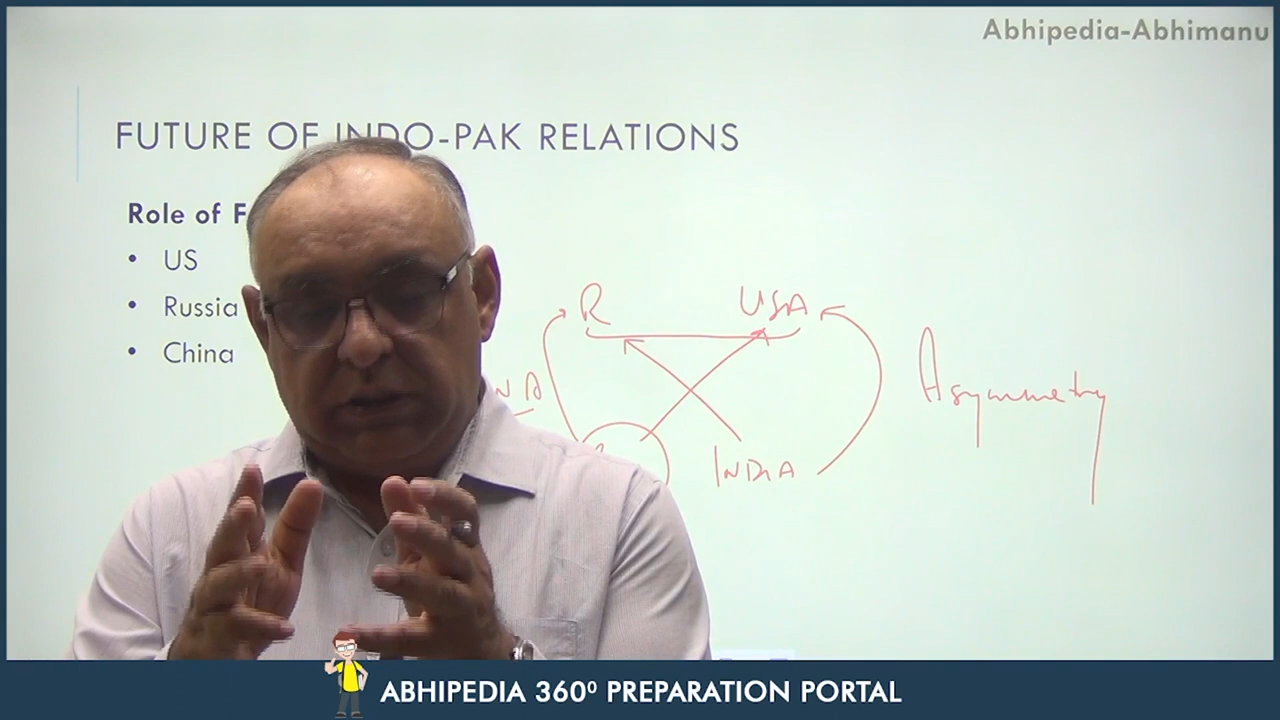 Abhipedia-Abhimanu
FUTURE OF INDO-PAK RELATIONS
Role of F
• US
• Russia
• China
R USA
Asymmetry
INDIA
ABHIPEDIA 360⁰ PREPARATION PORTAL